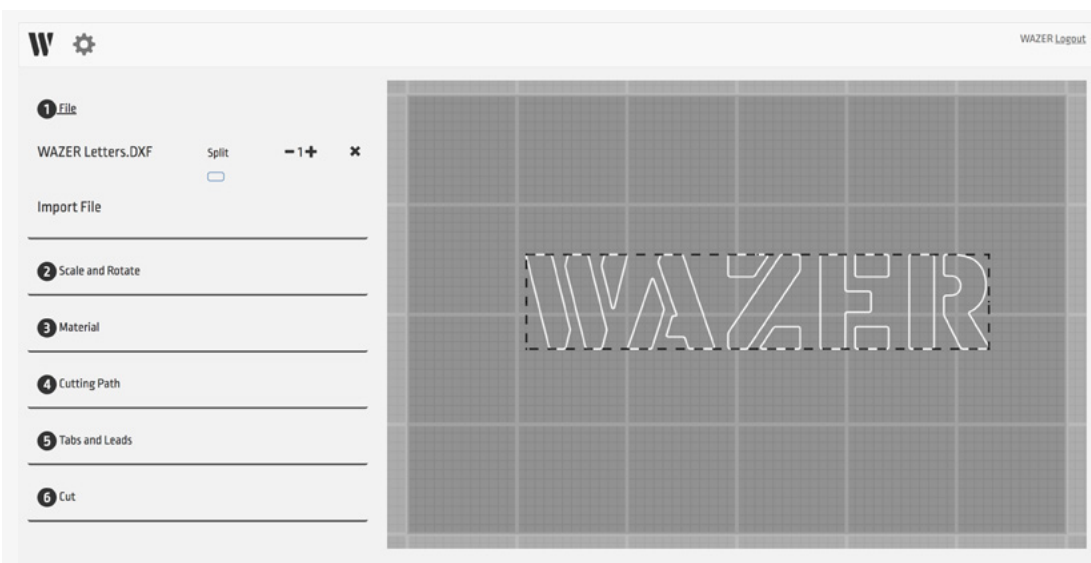 W
WAZER Logout
1 File
WAZER Letters.DXF Split - 1 +
Import File
2 Scale and Rotate
3 Material
4 Cutting Path
5 Tabs and Leads
6 Cut
WAZER